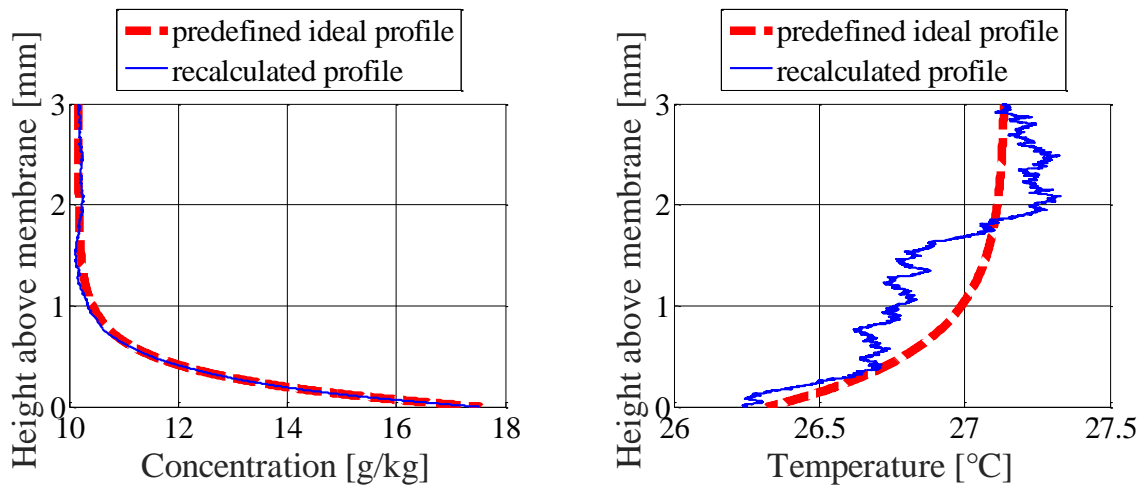 predefined ideal profile
recalculated profile
Height above membrane [mm]
3
2
1
0
10 12 14 16 18
Concentration [g/kg]
predefined ideal profile
recalculated profile
Height above membrane [mm]
3
2
1
0
26 26.5 27 27.5
Temperature [°C]